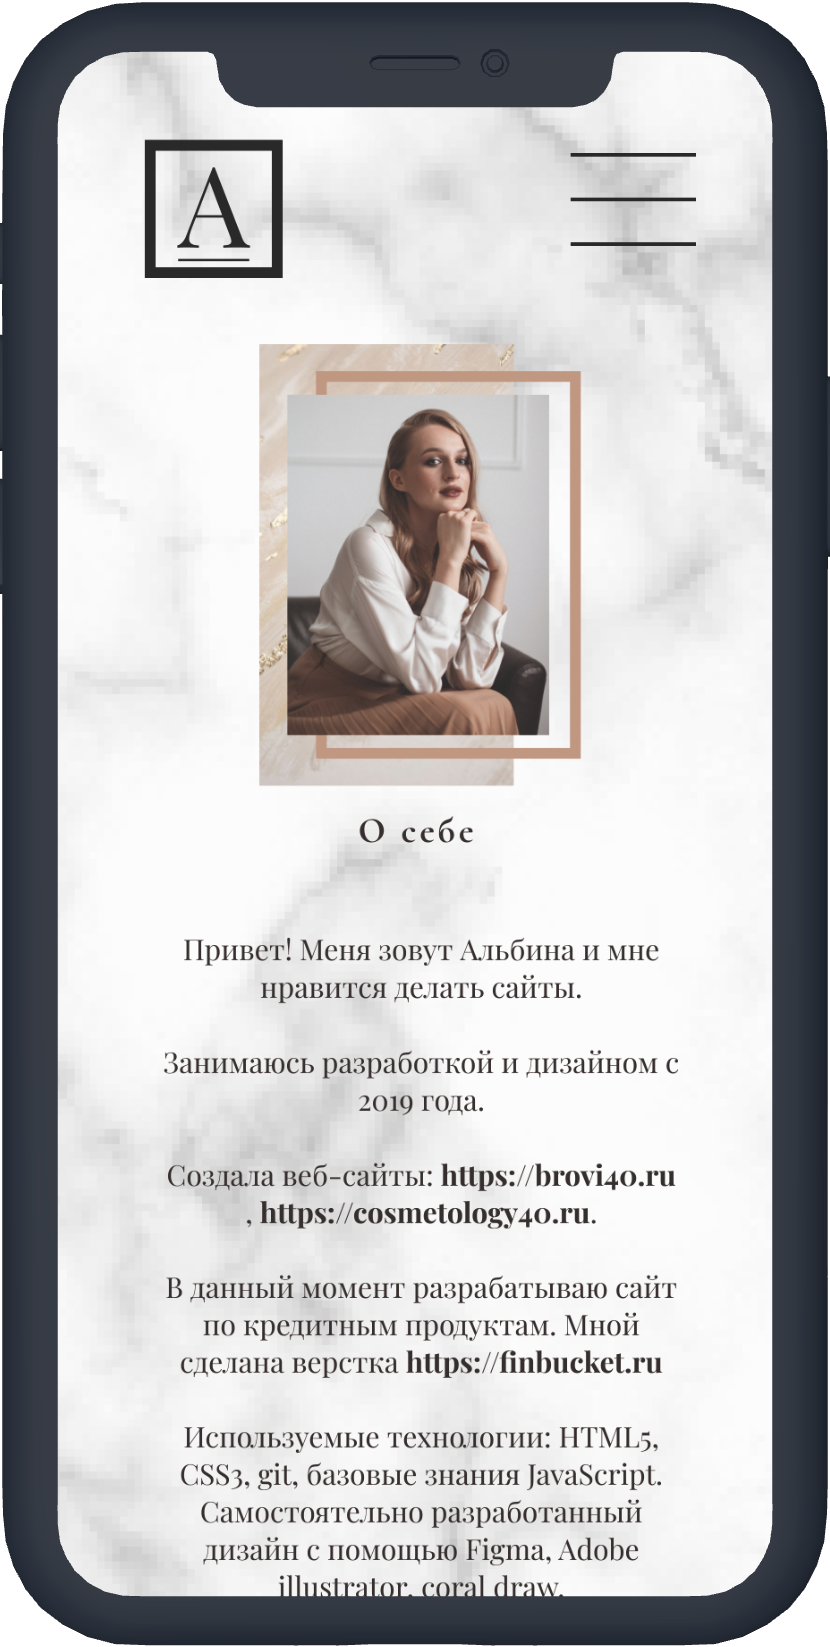 A
О себе
Привет! Меня зовут Альбина и мне
нравится делать сайты.
Занимаюсь разработкой и дизайном с
2019 года.
Создала веб-сайты: https://brovi40.ru
, https://cosmetology40.ru.
В данный момент разрабатываю сайт
по кредитным продуктам. Мной
сделана верстка https://finbucket.ru
Используемые технологии: HTML5,
CSS3, git, базовые знания JavaScript.
Самостоятельно разработанный
дизайн с помощью Figma, Adobe
illustrator, coral draw.